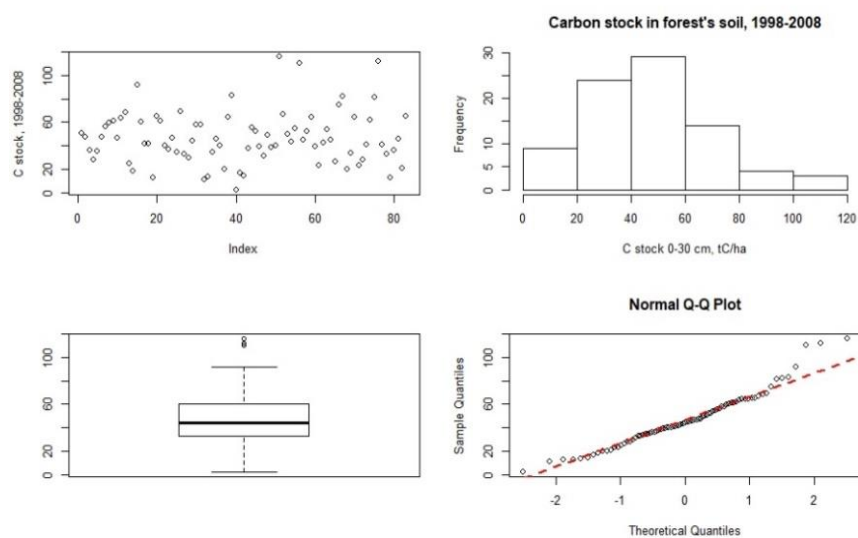 C stock, 1998-2008
0 20 60 100
0 20 40 60 80
Index
Carbon stock in forest's soil, 1998-2008
Frequency
0 5 15 30
0 20 40 60 80 100 120
C stock 0-30 cm, tC/ha
0 20 60 100
Normal Q-Q Plot
Sample Quantiles
0 20 60 100
-2 -1 0 1 2
Theoretical Quantiles